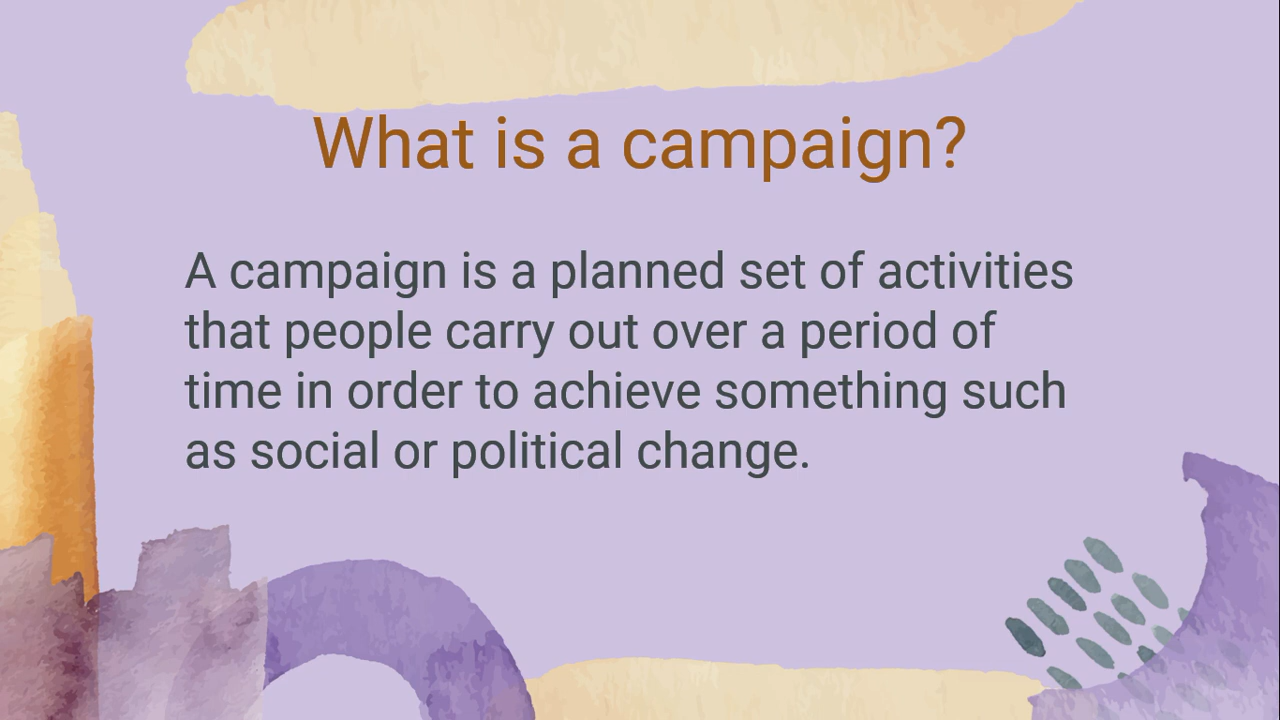 What is a campaign?
A campaign is a planned set of activities
that people carry out over a period of
time in order to achieve something such
as social or political change.